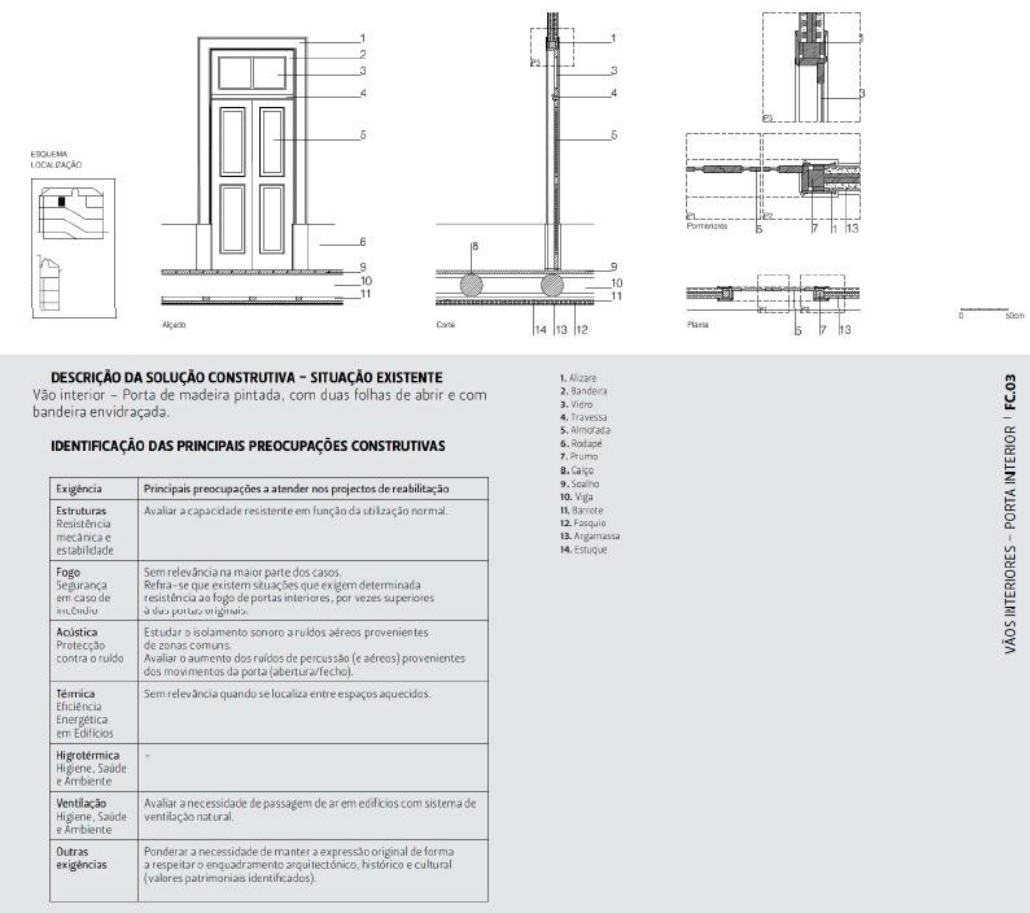 1
2
3
4
5
6
9
10
11
Alçado
ESQUEMA
LOCALIZAÇÃO
P3
1
3
4
5
8
9
10
11
14 13 12
Corte
1
3
P3
P1
P2
Pormenores
5 7 1 13
P1
P2
Planta
5 7 13
0 50cm
DESCRIÇÃO DA SOLUÇÃO CONSTRUTIVA – SITUAÇÃO EXISTENTE
Vão interior – Porta de madeira pintada, com duas folhas de abrir e com
bandeira envidraçada.
IDENTIFICAÇÃO DAS PRINCIPAIS PREOCUPAÇÕES CONSTRUTIVAS
Exigência Principais preocupações a atender nos projectos de reabilitação
Estruturas
Resistência
mecânica e
estabilidade
Avaliar a capacidade resistente em função da utilização normal.
Fogo
Segurança
em caso de
incêndio
Sem relevância na maior parte dos casos.
Refira-se que existem situações que exigem determinada
resistência ao fogo de portas interiores, por vezes superiores
à das portas originais.
Acústica
Protecção
contra o ruído
Estudar o isolamento sonoro a ruídos aéreos provenientes
de zonas comuns.
Avaliar o aumento dos ruídos de percussão (e aéreos) provenientes
dos movimentos da porta (abertura/fecho).
Térmica
Eficiência
Energética
em Edifícios
Sem relevância quando se localiza entre espaços aquecidos.
Higrotérmica
Higiene, Saúde
e Ambiente
–
Ventilação
Higiene, Saúde
e Ambiente
Avaliar a necessidade de passagem de ar em edifícios com sistema de
ventilação natural.
Outras
exigências
Ponderar a necessidade de manter a expressão original de forma
a respeitar o enquadramento arquitectónico, histórico e cultural
(valores patrimoniais identificados).
1. Alizare
2. Bandeira
3. Vidro
4. Travessa
5. Almofada
6. Rodapé
7. Prumo
8. Calço
9. Soalho
10. Viga
11. Barrote
12. Fasquio
13. Argamassa
14. Estuque
VÃOS INTERIORES – PORTA INTERIOR | FC.03